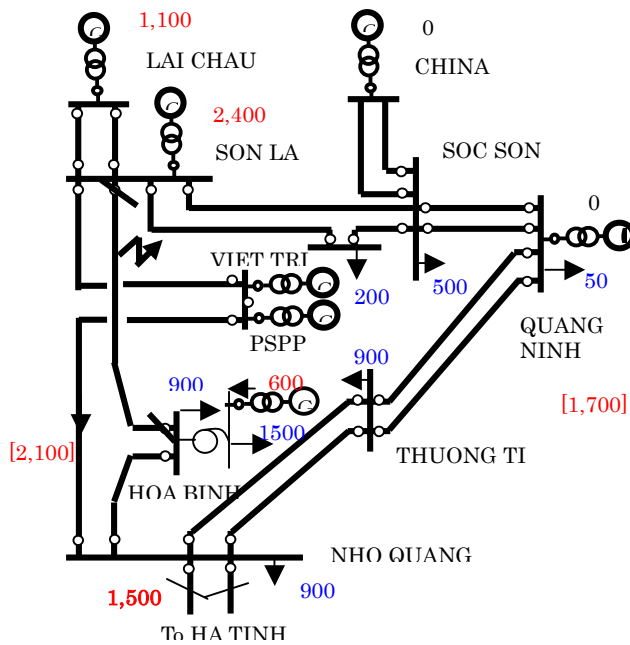 1,100
LAI CHAU
0
CHINA
2,400
SON LA
SOC SON
0
VIET TRI
200
500
50
PSPP
QUANG
NINH
900
900
600
1500
[1,700]
[2,100]
THUONG TI
HOA BINH
NHO QUANG
1,500
900
To HA TINH